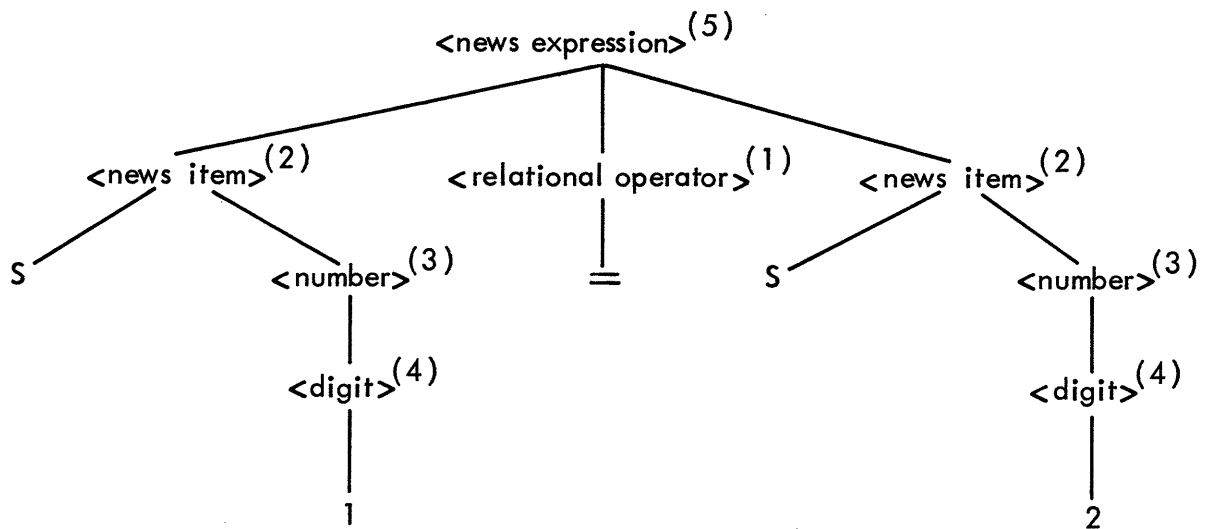 <news expression>(5)
<news item>(2) <relational operator>(1) <news item>(2)
S <number>(3) = S <number>(3)
<digit>(4) <digit>(4)
1 2